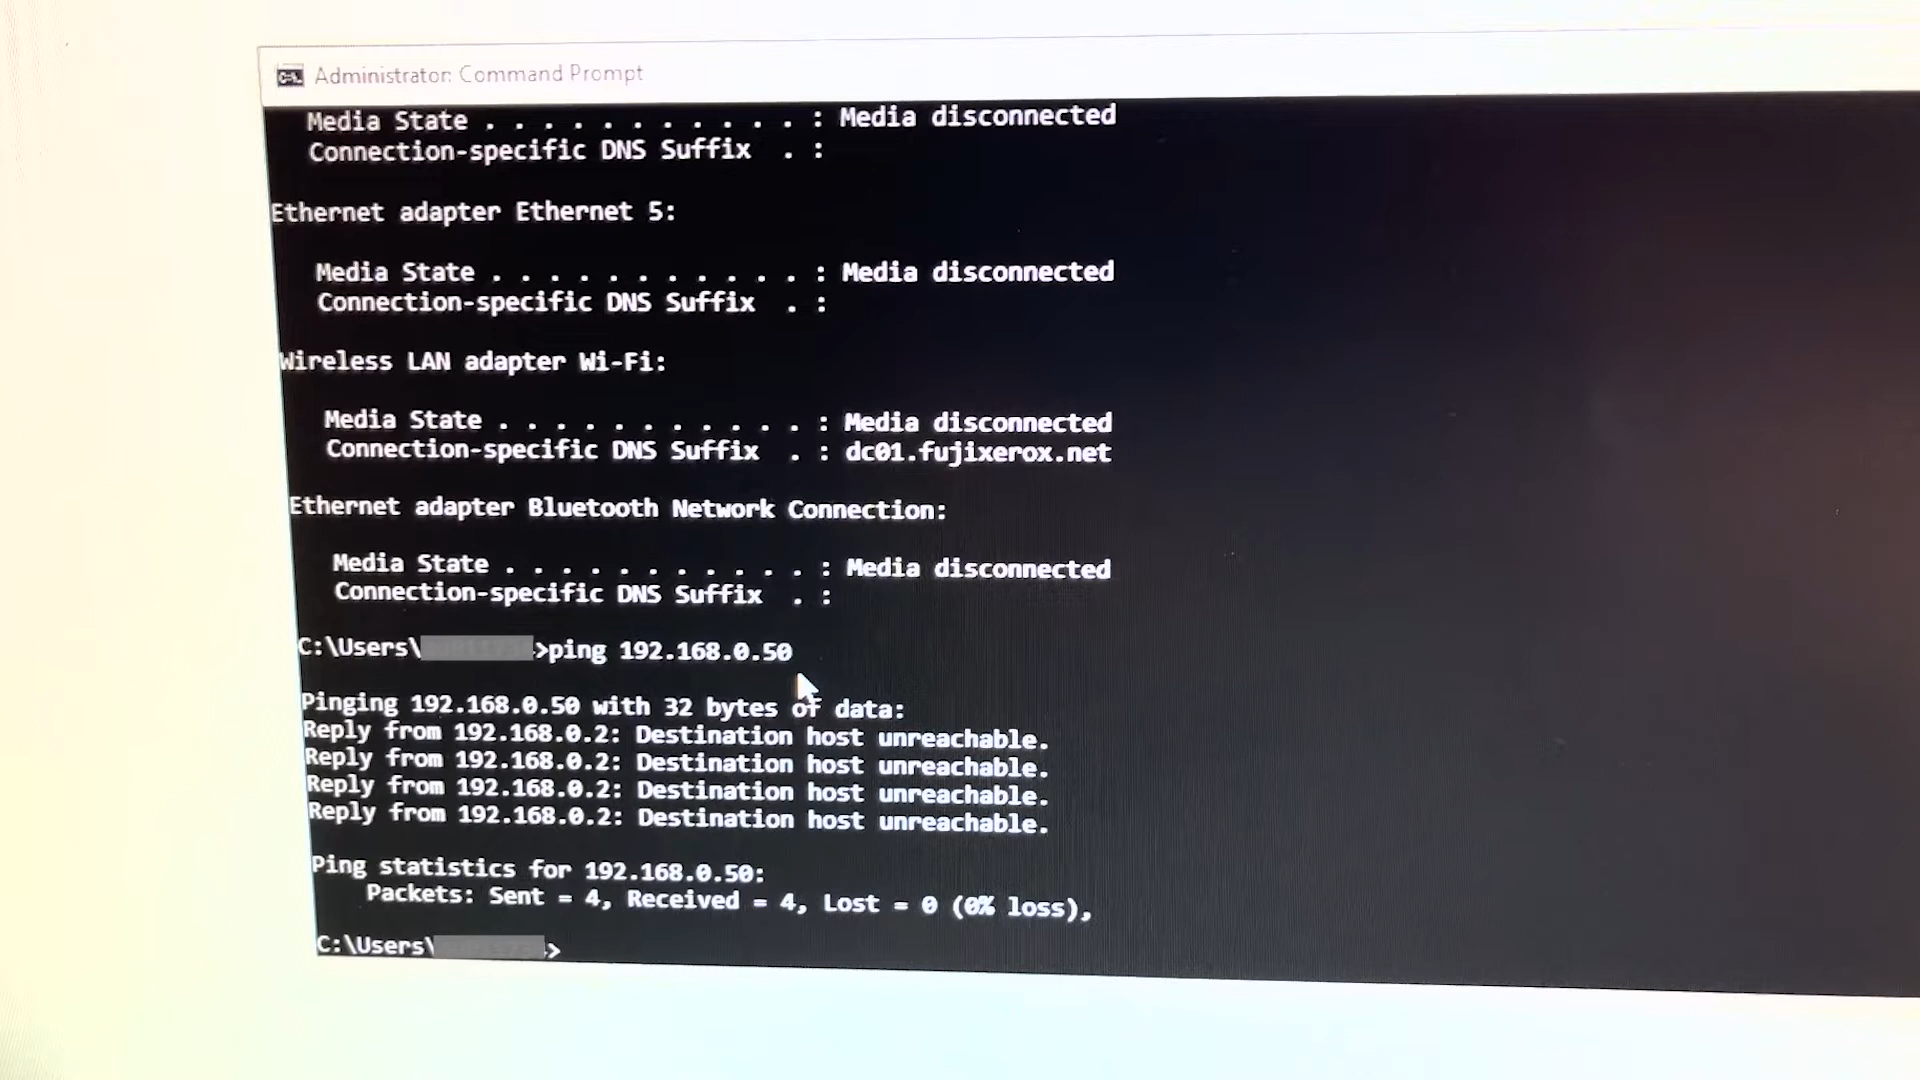 Administrator: Command Prompt
Media State . . . . . . . . . . . : Media disconnected
Connection-specific DNS Suffix . :
Ethernet adapter Ethernet 5:
Media State . . . . . . . . . . . : Media disconnected
Connection-specific DNS Suffix . :
Wireless LAN adapter Wi-Fi:
Media State . . . . . . . . . . . : Media disconnected
Connection-specific DNS Suffix . : dc01.fujixerox.net
Ethernet adapter Bluetooth Network Connection:
Media State . . . . . . . . . . . : Media disconnected
Connection-specific DNS Suffix . :
C:\Users\ >ping 192.168.0.50
Pinging 192.168.0.50 with 32 bytes of data:
Reply from 192.168.0.2: Destination host unreachable.
Reply from 192.168.0.2: Destination host unreachable.
Reply from 192.168.0.2: Destination host unreachable.
Reply from 192.168.0.2: Destination host unreachable.
Ping statistics for 192.168.0.50:
Packets: Sent = 4, Received = 4, Lost = 0 (0% loss),
C:\Users\ >